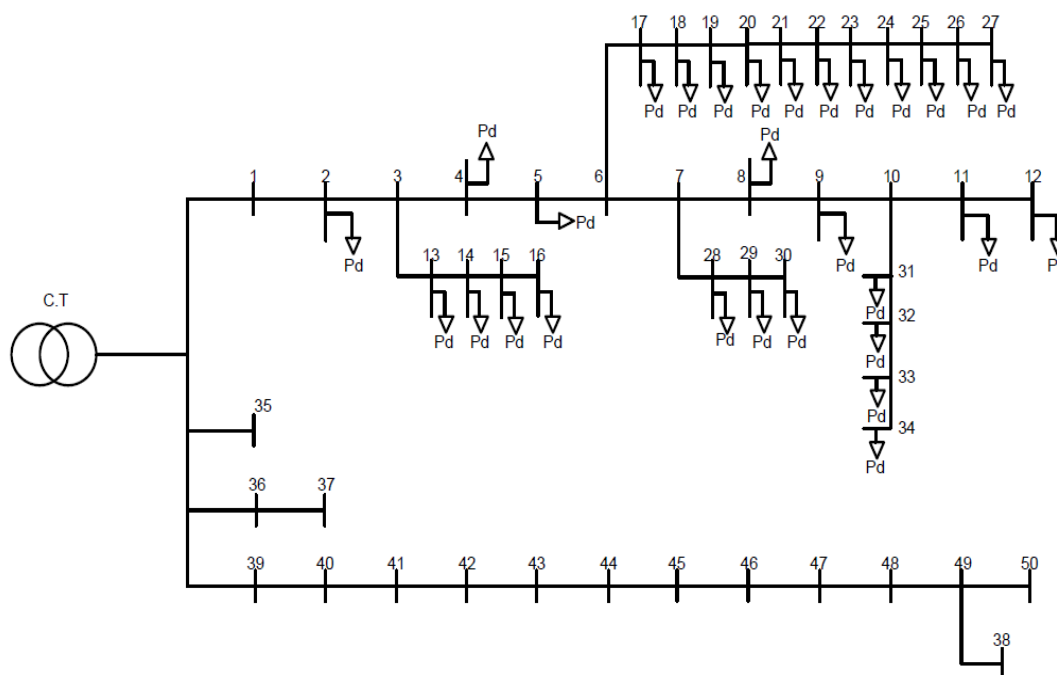 17 18 19 20 21 22 23 24 25 26 27
Pd Pd Pd Pd Pd Pd Pd Pd Pd Pd Pd
Pd Pd
1 2 3 4 5 6 7 8 9 10 11 12
Pd
Pd Pd Pd Pd
13 14 15 16 28 29 30 31
Pd
C.T
32
Pd Pd Pd Pd Pd Pd Pd
Pd
33
35 Pd
34
Pd
36 37
39 40 41 42 43 44 45 46 47 48 49 50
38